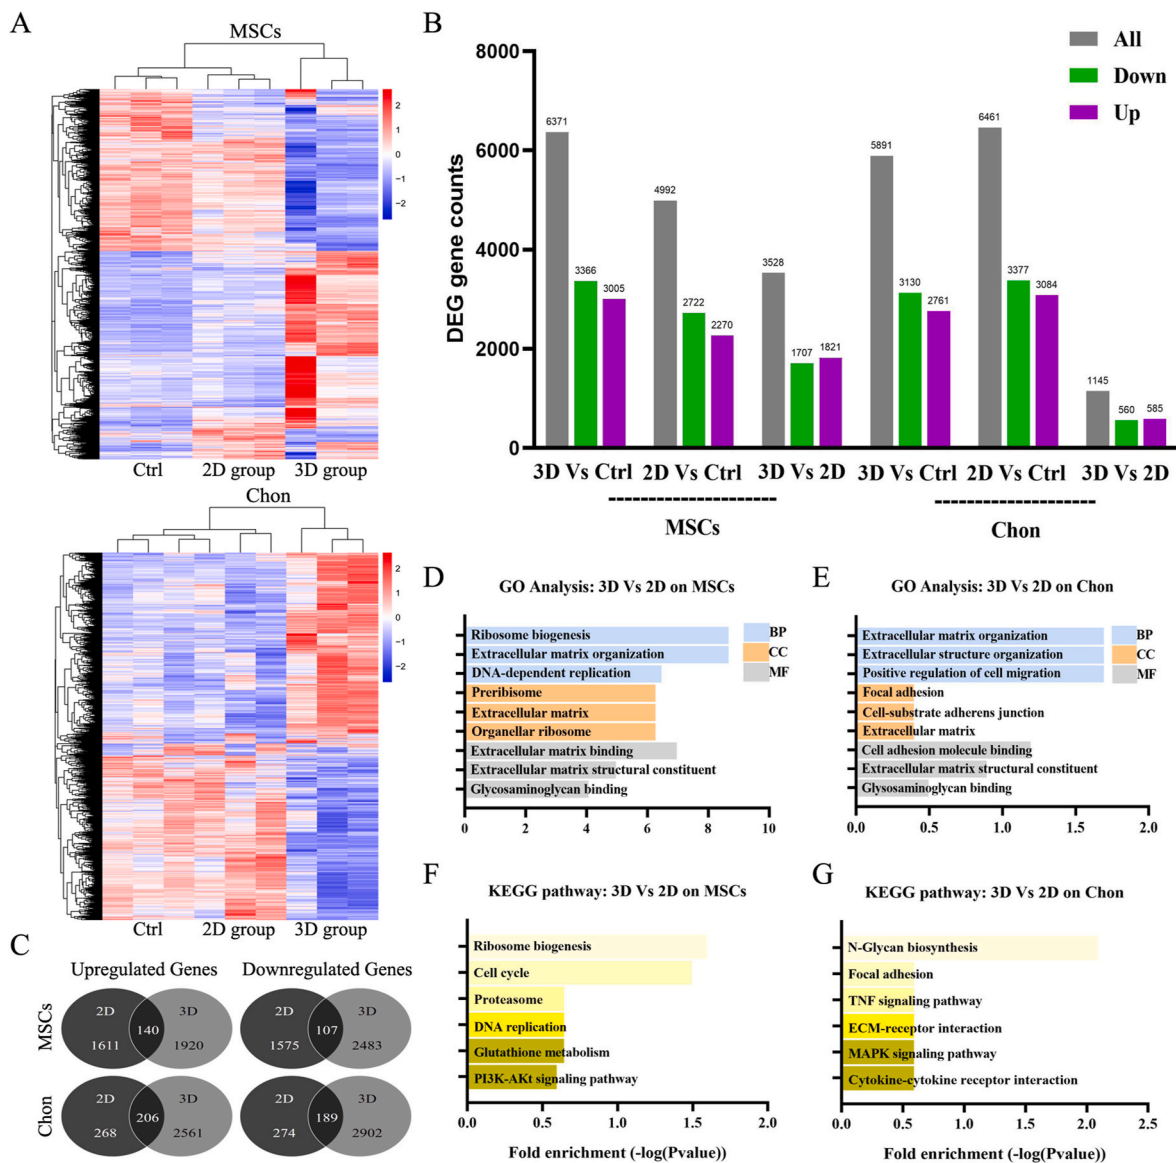 A
MSCs
2
1
0
−1
−2
Ctrl 2D group 3D group
Chon
2
1
0
−1
−2
Ctrl 2D group 3D group
B
All
Down
Up
DEG gene counts
8000
6000
4000
2000
0
6371
3366
3005
4992
2722
2270
3528
1707
1821
5891
3130
2761
6461
3377
3084
1145
560
585
3D Vs Ctrl 2D Vs Ctrl 3D Vs 2D 3D Vs Ctrl 2D Vs Ctrl 3D Vs 2D
MSCs Chon
C
Upregulated Genes Downregulated Genes
MSCs
2D 3D
140
1611 1920
2D 3D
107
1575 2483
Chon
2D 3D
206
268 2561
2D 3D
189
274 2902
D
GO Analysis: 3D Vs 2D on MSCs
Ribosome biogenesis
Extracellular matrix organization
DNA-dependent replication
Preribisome
Extracellular matrix
Organellar ribosome
Extracellular matrix binding
Extracellular matrix structural constituent
Glycosaminoglycan binding
BP
CC
MF
0 2 4 6 8 10
E
GO Analysis: 3D Vs 2D on Chon
Extracellular matrix organization
Extracellular structure organization
Positive regulation of cell migration
Focal adhesion
Cell-substrate adherens junction
Extracellular matrix
Cell adhesion molecule binding
Extracellular matrix structural constituent
Glysosaminoglycan binding
BP
CC
MF
0.0 0.5 1.0 1.5 2.0
F
KEGG pathway: 3D Vs 2D on MSCs
Ribosome biogenesis
Cell cycle
Proteasome
DNA replication
Glutathione metabolism
PI3K-AKt signaling pathway
0.0 0.5 1.0 1.5 2.0
Fold enrichment (-log(Pvalue))
G
KEGG pathway: 3D Vs 2D on Chon
N-Glycan biosynthesis
Focal adhesion
TNF signaling pathway
ECM-receptor interaction
MAPK signaling pathway
Cytokine-cytokine receptor interaction
0.0 0.5 1.0 1.5 2.0 2.5
Fold enrichment (-log(Pvalue))